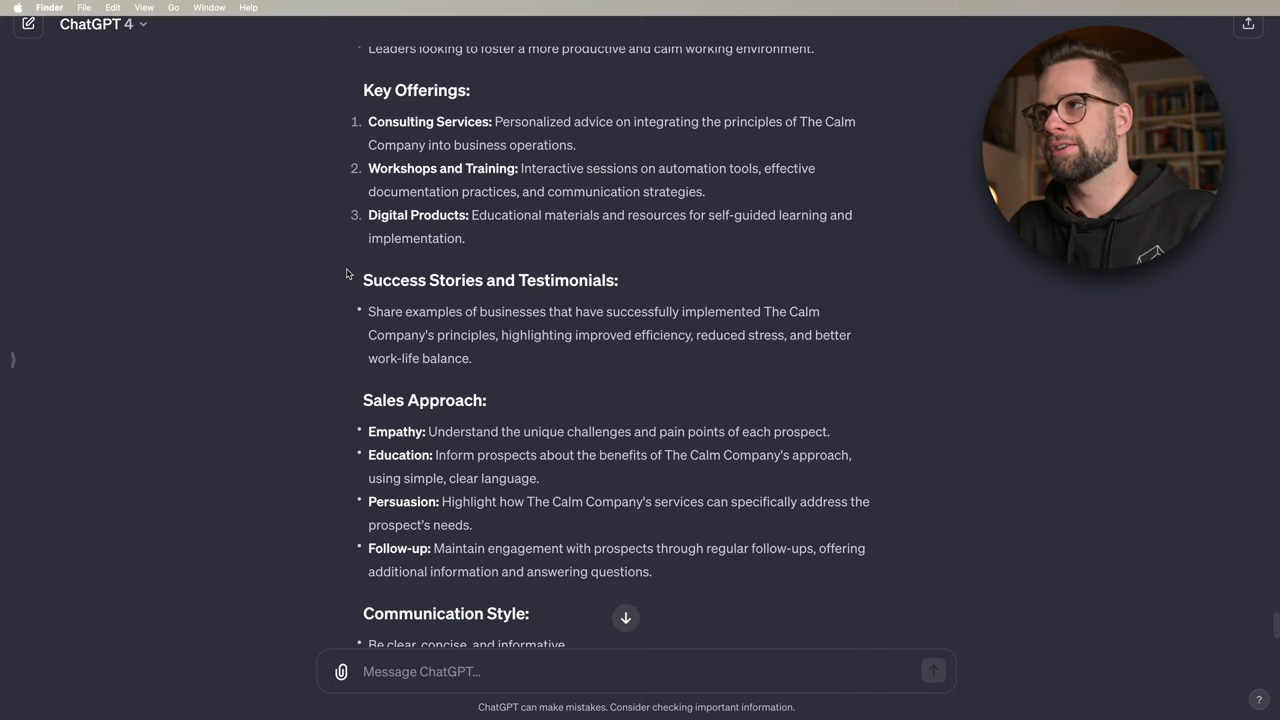 Finder File Edit View Go Window Help
ChatGPT 4
Leaders looking to foster a more productive and calm working environment.
Key Offerings:
1. Consulting Services: Personalized advice on integrating the principles of The Calm
Company into business operations.
2. Workshops and Training: Interactive sessions on automation tools, effective
documentation practices, and communication strategies.
3. Digital Products: Educational materials and resources for self-guided learning and
implementation.
Success Stories and Testimonials:
• Share examples of businesses that have successfully implemented The Calm
Company's principles, highlighting improved efficiency, reduced stress, and better
work-life balance.
Sales Approach:
• Empathy: Understand the unique challenges and pain points of each prospect.
• Education: Inform prospects about the benefits of The Calm Company's approach,
using simple, clear language.
• Persuasion: Highlight how The Calm Company's services can specifically address the
prospect's needs.
• Follow-up: Maintain engagement with prospects through regular follow-ups, offering
additional information and answering questions.
Communication Style:
• Be clear, concise, and informative
Message ChatGPT...
ChatGPT can make mistakes. Consider checking important information.
?